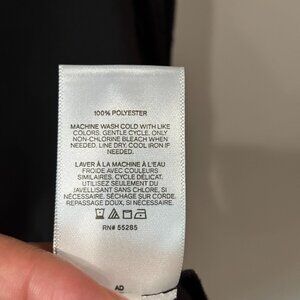 100% POLYESTER
MACHINE WASH COLD WITH LIKE
COLORS, GENTLE CYCLE. ONLY
NON-CHLORINE BLEACH WHEN
NEEDED. LINE DRY. COOL IRON IF
NEEDED.
LAVER À LA MACHINE À L'EAU
FROIDE AVEC COULEURS
SIMILAIRES, CYCLE DÉLICAT.
UTILISEZ SEULEMENT DU
JAVELLISANT SANS CHLORE, SI
NÉCESSAIRE. SÉCHAGE SUR CORDE.
REPASSAGE DOUX, SI NÉCESSAIRE.
RN# 55285
AD